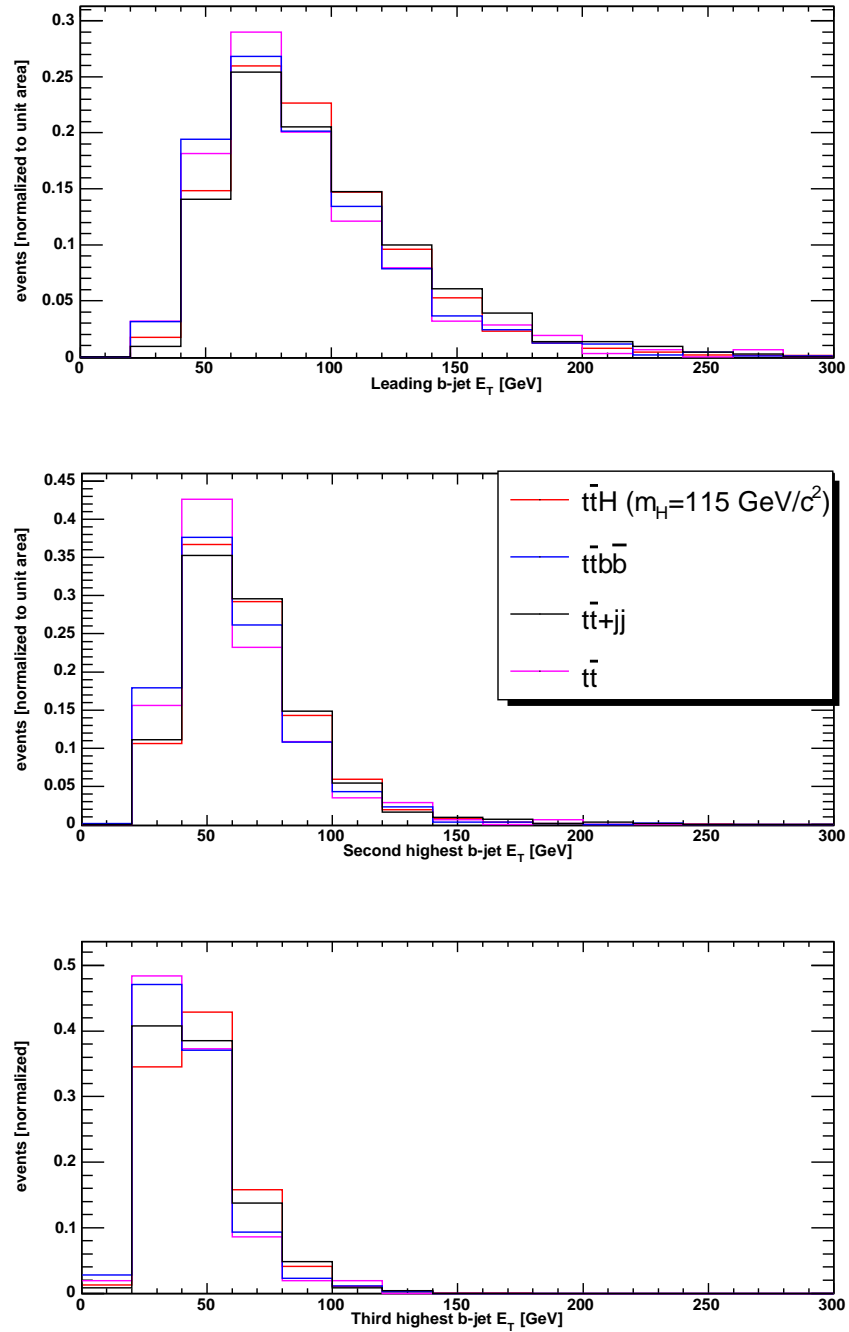 events [normalized to unit area]
0.3
0.25
0.2
0.15
0.1
0.05
0
0 50 100 150 200 250 300
Leading b-jet E_T [GeV]
events [normalized to unit area]
0.45
0.4
0.35
0.3
0.25
0.2
0.15
0.1
0.05
0
0 50 100 150 200 250 300
Second highest b-jet E_T [GeV]
tt̄H (m_H=115 GeV/c²)
tt̄bb̄
tt̄+jj
tt̄
events [normalized]
0.5
0.4
0.3
0.2
0.1
0
0 50 100 150 200 250 300
Third highest b-jet E_T [GeV]